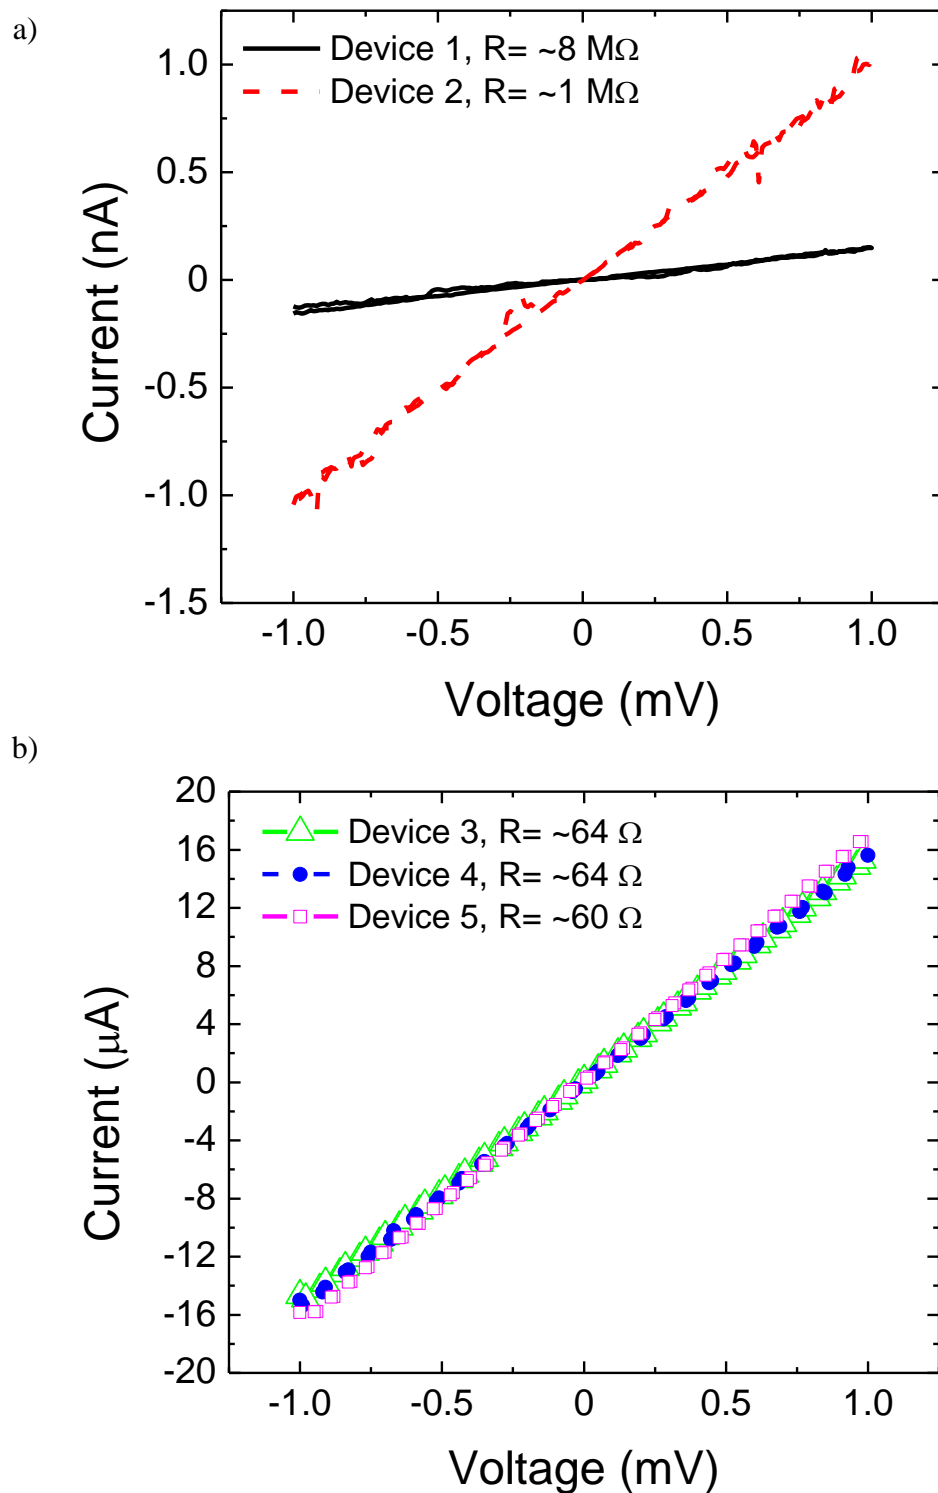 a)
Device 1, R= ~8 MΩ
Device 2, R= ~1 MΩ
1.0
0.5
0
-0.5
-1.0
-1.5
Current (nA)
-1.0 -0.5 0 0.5 1.0
Voltage (mV)
b)
Device 3, R= ~64 Ω
Device 4, R= ~64 Ω
Device 5, R= ~60 Ω
20
16
12
8
4
0
-4
-8
-12
-16
-20
Current (μA)
-1.0 -0.5 0 0.5 1.0
Voltage (mV)